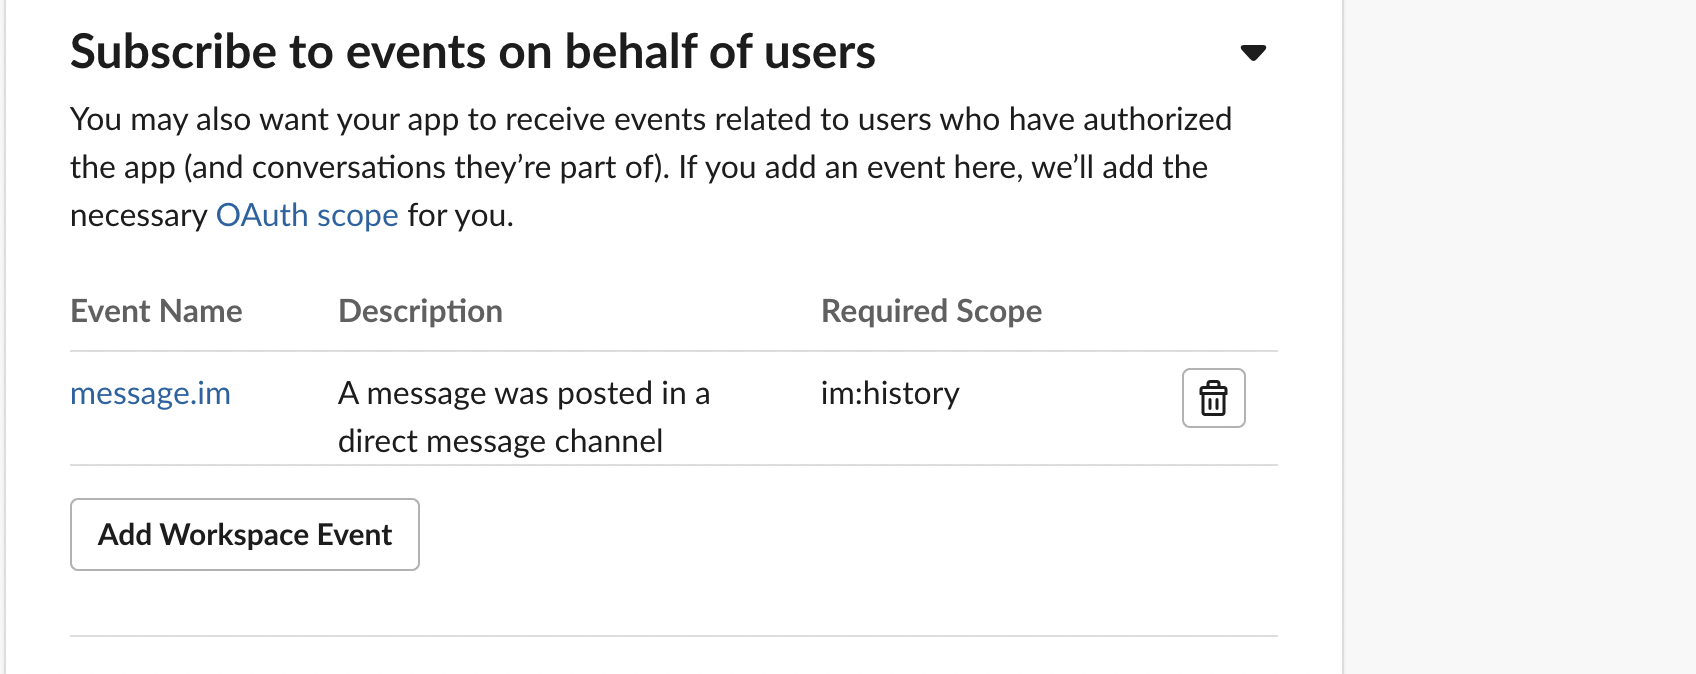 Subscribe to events on behalf of users
You may also want your app to receive events related to users who have authorized
the app (and conversations they’re part of). If you add an event here, we’ll add the
necessary OAuth scope for you.
Event Name Description Required Scope
message.im A message was posted in a im:history
direct message channel
Add Workspace Event